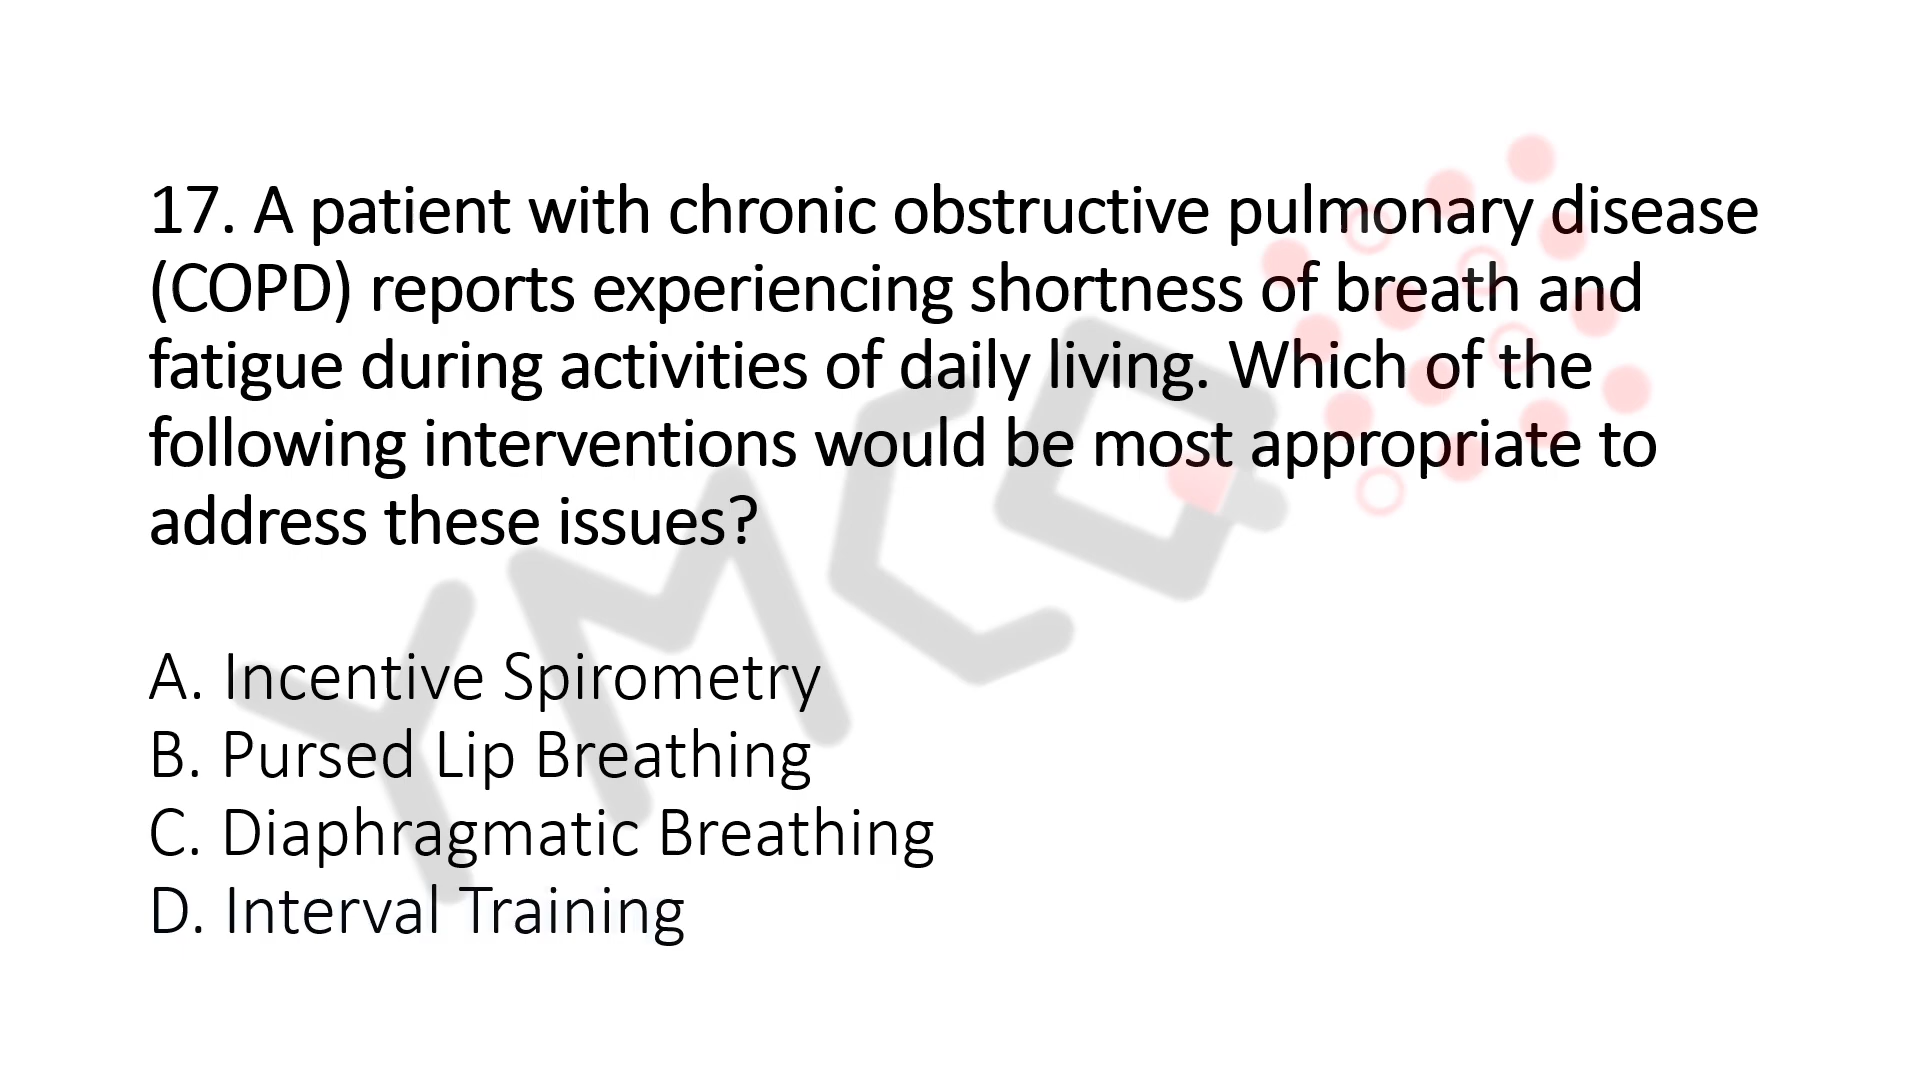 17. A patient with chronic obstructive pulmonary disease
(COPD) reports experiencing shortness of breath and
fatigue during activities of daily living. Which of the
following interventions would be most appropriate to
address these issues?
A. Incentive Spirometry
B. Pursed Lip Breathing
C. Diaphragmatic Breathing
D. Interval Training
YMCQ